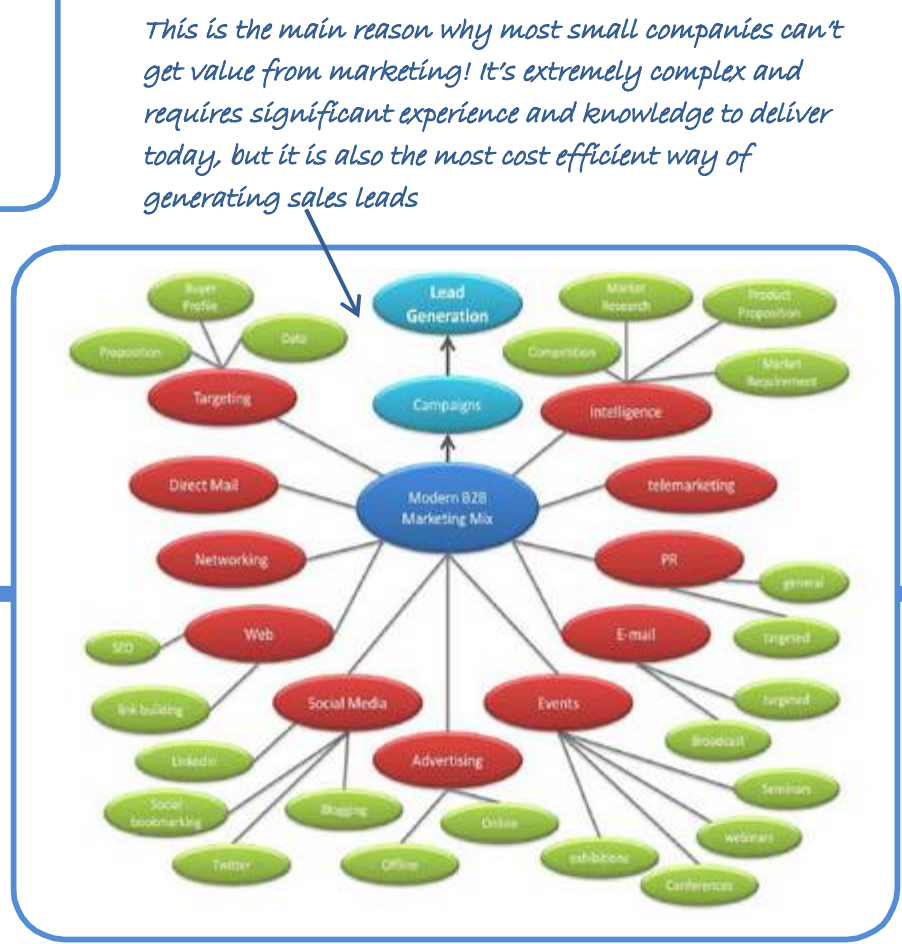 This is the main reason why most small companies can't
get value from marketing! It's extremely complex and
requires significant experience and knowledge to deliver
today, but it is also the most cost efficient way of
generating sales leads
Buyer
Profile
Proposition
Data
Targeting
Lead
Generation
Campaigns
Market
Research
Product
Proposition
Competition
Market
Requirement
Intelligence
Direct Mail
Modern B2B
Marketing Mix
telemarketing
Networking
PR
general
targeted
Web
SEO
link building
E-mail
targeted
Broadcast
Social Media
Linkedin
Social
bookmarking
Twitter
Blogging
Advertising
Online
Offline
Events
Seminars
webinars
Conferences
exhibitions